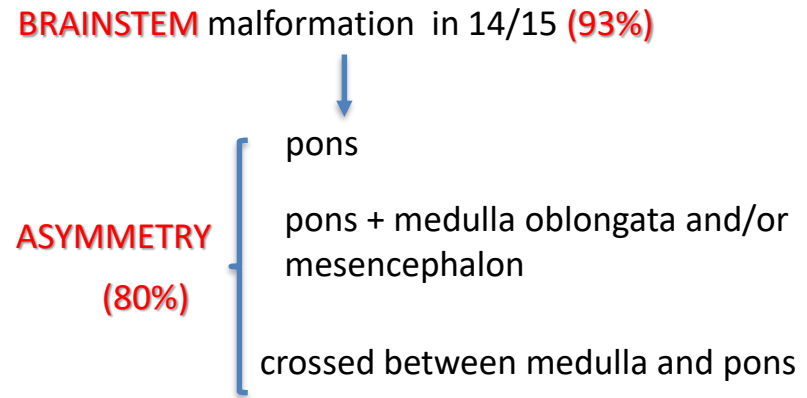 BRAINSTEM malformation in 14/15 (93%)
pons
pons + medulla oblongata and/or
mesencephalon
ASYMMETRY
(80%)
crossed between medulla and pons